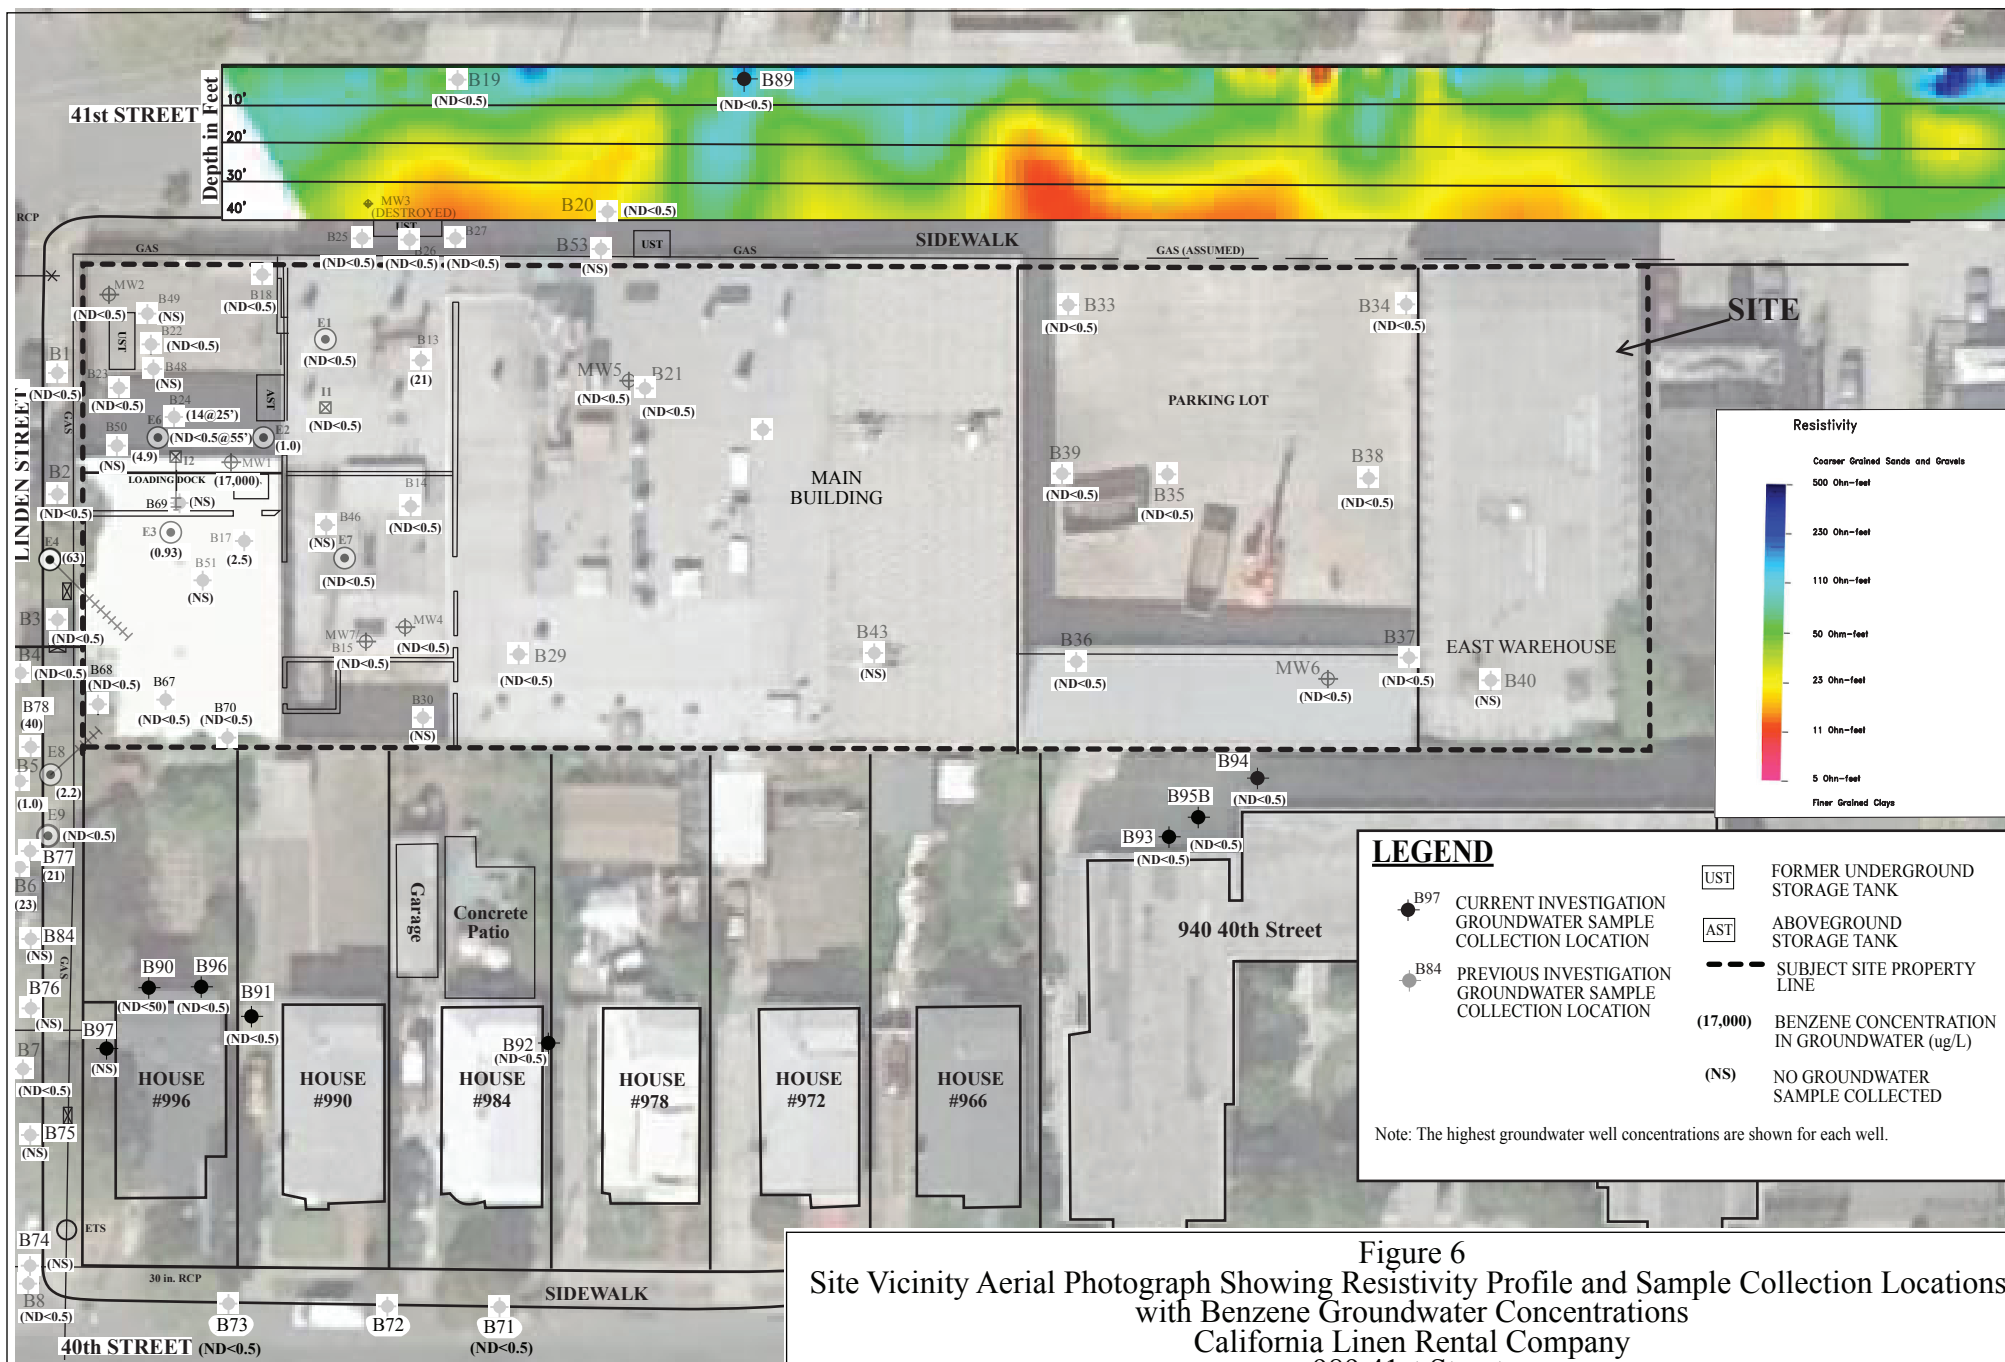 B19
(ND<0.5)
B89
(ND<0.5)
41st STREET
Depth in Feet
10'
20'
30'
40'
RCP
MW3
(DESTROYED)
UST
B20
(ND<0.5)
B25
(ND<0.5)
B26
(ND<0.5)
B27
(ND<0.5)
B53
(NS)
UST
GAS
GAS
SIDEWALK
GAS (ASSUMED)
MW2
(ND<0.5)
B49
(NS)
B18
(ND<0.5)
UST
B22
(ND<0.5)
E1
(ND<0.5)
B13
(21)
B33
(ND<0.5)
B34
(ND<0.5)
SITE
B1
(ND<0.5)
B23
(ND<0.5)
B48
(NS)
AST
B24
(14@25')
(ND<0.5@55')
I1
(ND<0.5)
MW5
B21
(ND<0.5)
PARKING LOT
LINDEN STREET
GAS
E6
(4.9)
E2
(1.0)
B50
(NS)
I2
MW1
(17,000)
LOADING DOCK
B2
(ND<0.5)
B69
(NS)
B14
(ND<0.5)
MAIN
BUILDING
B39
(ND<0.5)
B35
(ND<0.5)
B38
(ND<0.5)
E3
(0.93)
B17
(2.5)
B46
(NS)
E7
(ND<0.5)
E4
(63)
B51
(NS)
B3
(ND<0.5)
MW7/
B15
(ND<0.5)
MW4
(ND<0.5)
B29
(ND<0.5)
B43
(NS)
B36
(ND<0.5)
MW6
(ND<0.5)
B37
(ND<0.5)
EAST WAREHOUSE
B40
(NS)
B4
(ND<0.5)
B68
(ND<0.5)
B67
(ND<0.5)
B70
(ND<0.5)
B30
(NS)
B78
(40)
E8
(2.2)
B5
(1.0)
E9
(ND<0.5)
B77
(21)
B6
(23)
B94
(ND<0.5)
B95B
(ND<0.5)
B93
(ND<0.5)
Resistivity
Coarser Grained Sands and Gravels
500 Ohn-feet
230 Ohn-feet
110 Ohn-feet
50 Ohm-feet
23 Ohn-feet
11 Ohn-feet
5 Ohn-feet
Finer Grained Clays
LEGEND
B97
CURRENT INVESTIGATION
GROUNDWATER SAMPLE
COLLECTION LOCATION
B84
PREVIOUS INVESTIGATION
GROUNDWATER SAMPLE
COLLECTION LOCATION
UST
FORMER UNDERGROUND
STORAGE TANK
AST
ABOVEGROUND
STORAGE TANK
SUBJECT SITE PROPERTY
LINE
(17,000)
BENZENE CONCENTRATION
IN GROUNDWATER (ug/L)
(NS)
NO GROUNDWATER
SAMPLE COLLECTED
Note: The highest groundwater well concentrations are shown for each well.
Garage
Concrete
Patio
940 40th Street
B84
(NS)
GAS
B90
(ND<50)
B96
(ND<0.5)
B91
(ND<0.5)
B76
(NS)
B97
(NS)
B92
(ND<0.5)
B7
(ND<0.5)
HOUSE
#996
HOUSE
#990
HOUSE
#984
HOUSE
#978
HOUSE
#972
HOUSE
#966
B75
(NS)
ETS
B74
(NS)
B8
(ND<0.5)
30 in. RCP
SIDEWALK
B73
(ND<0.5)
B72
B71
(ND<0.5)
40th STREET
Figure 6
Site Vicinity Aerial Photograph Showing Resistivity Profile and Sample Collection Locations
with Benzene Groundwater Concentrations
California Linen Rental Company
989 41st Street